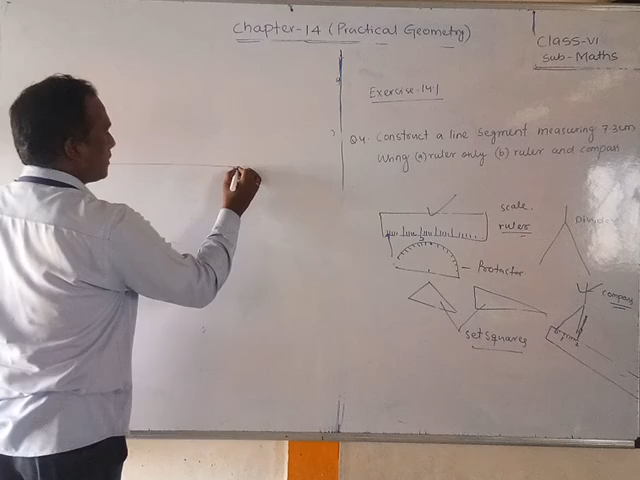 Chapter-14 (Practical Geometry)
Class-VI
Sub-Maths
Exercise-14.1
Q4. Construct a line segment measuring 7.3cm
using (a) ruler only (b) ruler and compass
scale.
ruler
Divider
Protactor
compass
set squares